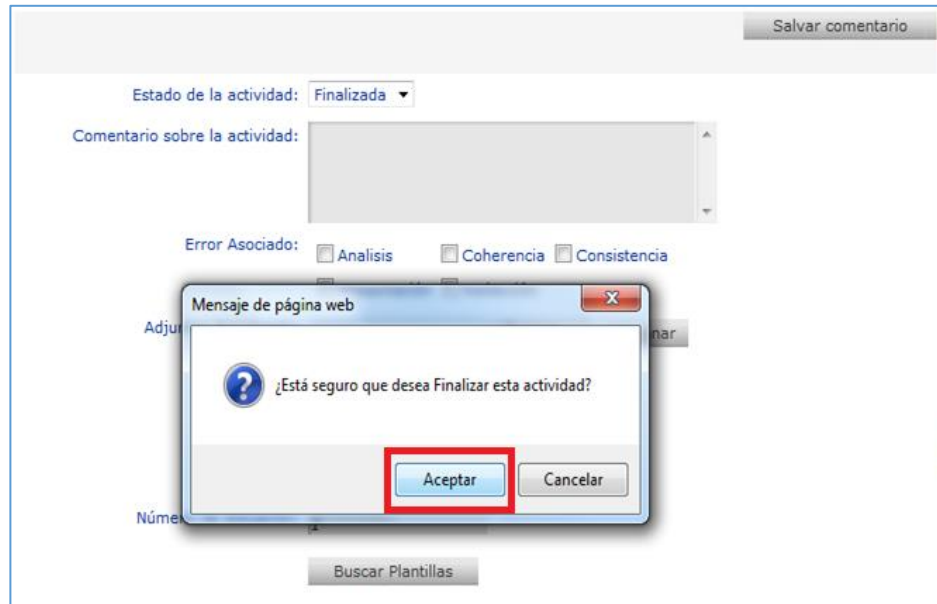 Salvar comentario
Estado de la actividad: Finalizada
Comentario sobre la actividad:
Error Asociado: Analisis Coherencia Consistencia
Mensaje de página web
¿Está seguro que desea Finalizar esta actividad?
Aceptar Cancelar
Buscar Plantillas